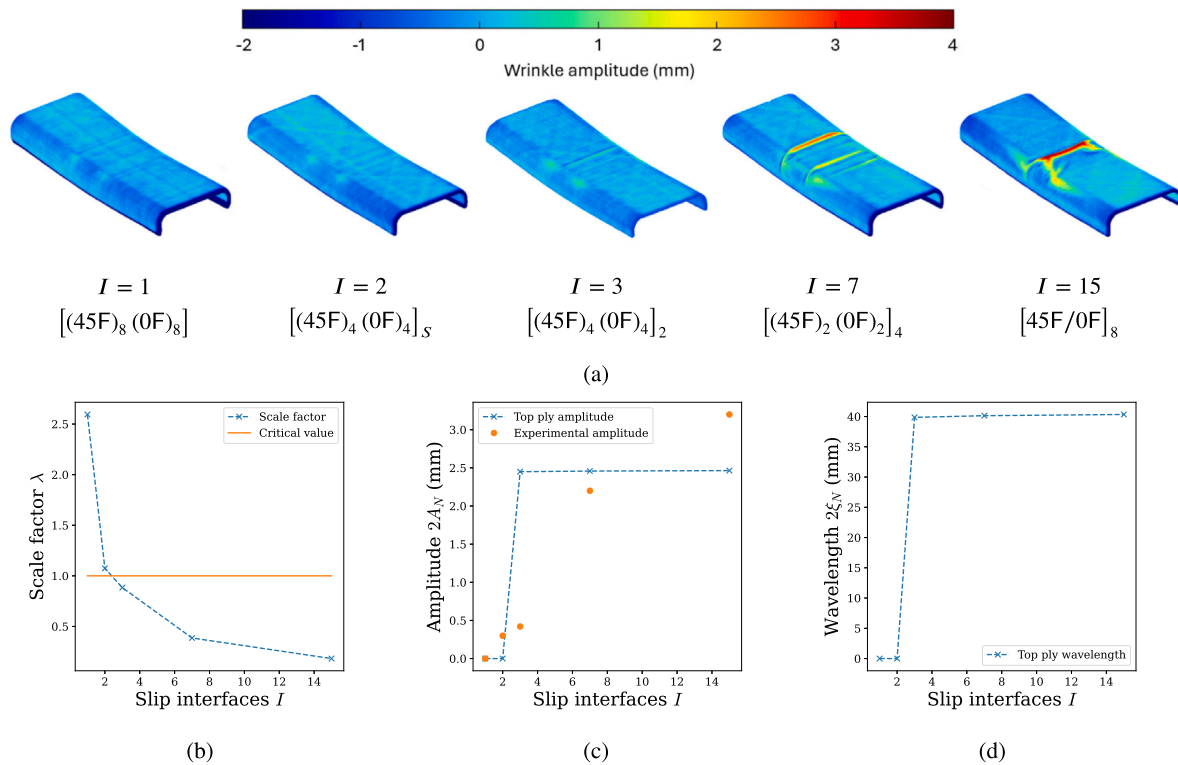 -2 -1 0 1 2 3 4
Wrinkle amplitude (mm)
I = 1 I = 2 I = 3 I = 7 I = 15
[(45F)₈ (0F)₈] [(45F)₄ (0F)₄]_S [(45F)₄ (0F)₄]₂ [(45F)₂ (0F)₂]₄ [45F/0F]₈
(a)
Scale factor λ
2.5
2.0
1.5
1.0
0.5
Scale factor
Critical value
2 4 6 8 10 12 14
Slip interfaces I
(b)
Amplitude 2A_N (mm)
3.0
2.5
2.0
1.5
1.0
0.5
0.0
Top ply amplitude
Experimental amplitude
2 4 6 8 10 12 14
Slip interfaces I
(c)
Wavelength 2ξ_N (mm)
40
35
30
25
20
15
10
5
0
Top ply wavelength
2 4 6 8 10 12 14
Slip interfaces I
(d)